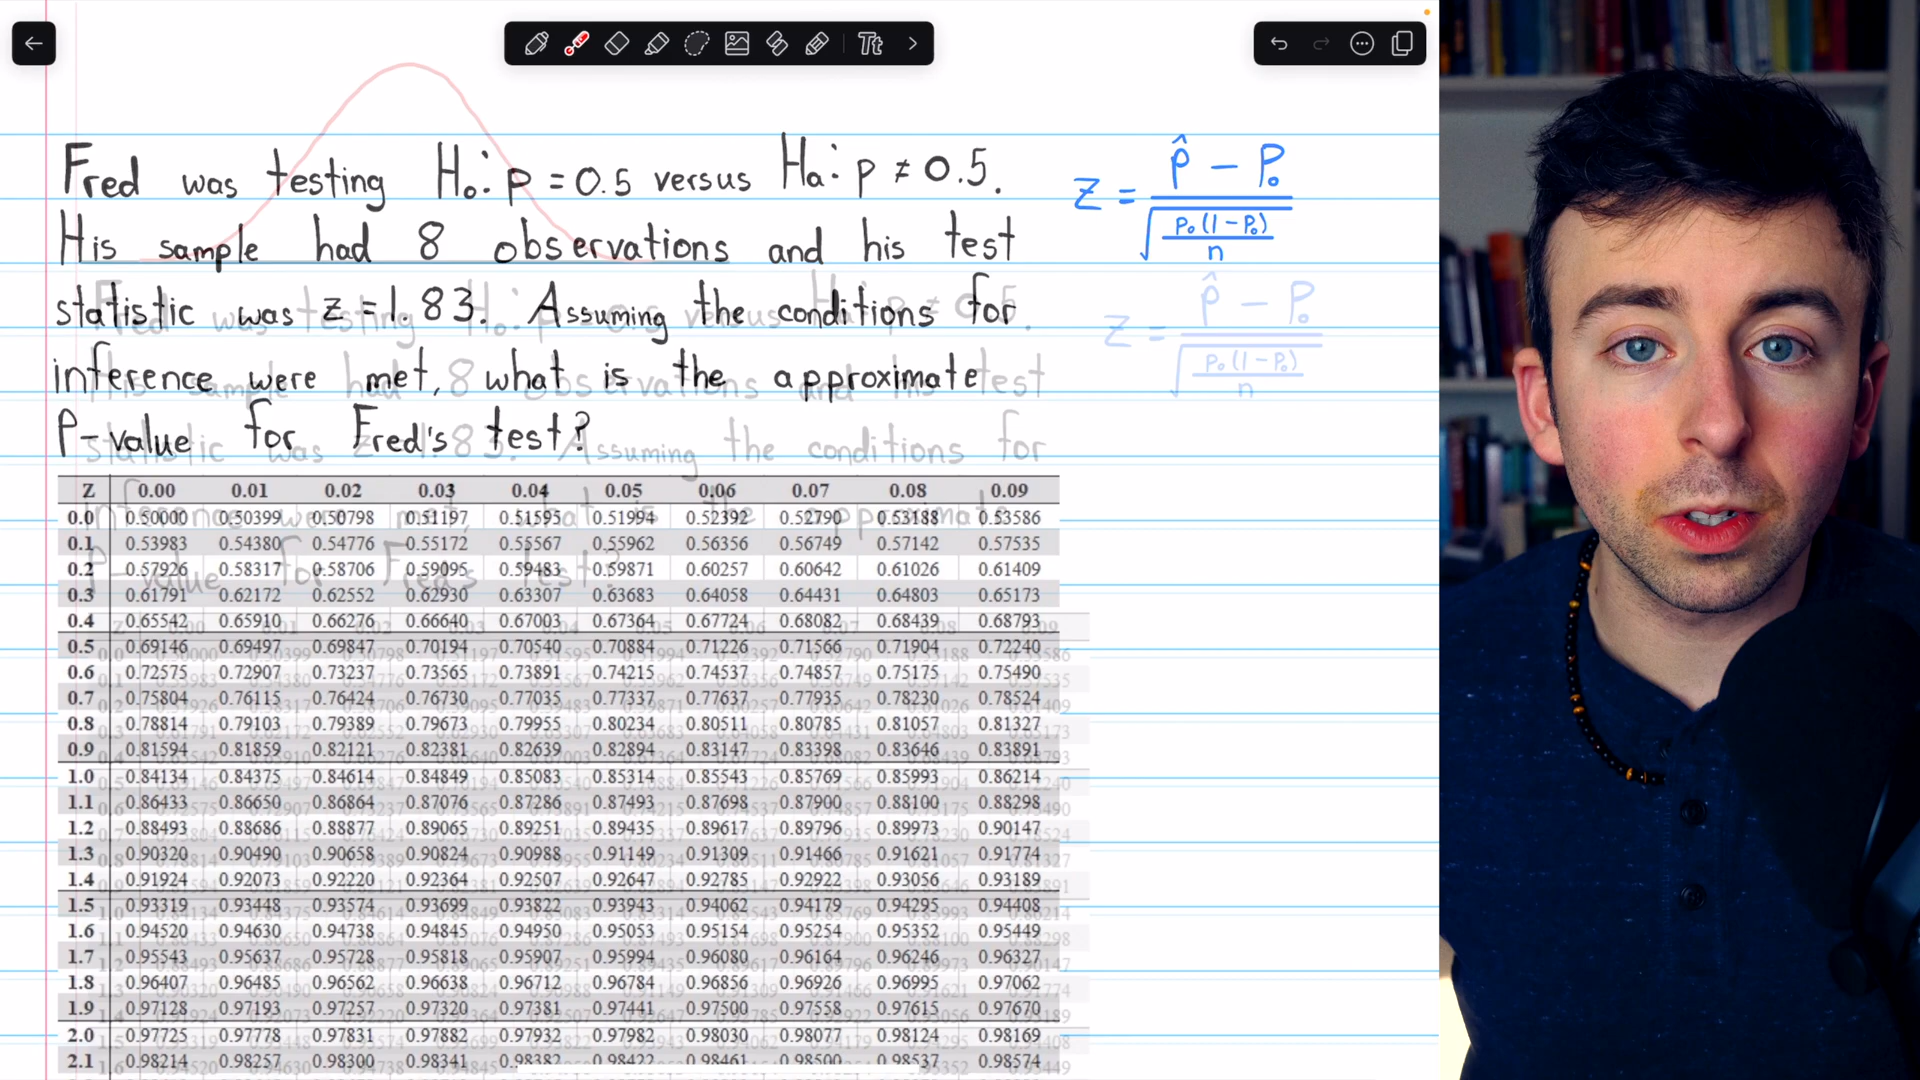 Tt
Fred was testing H₀: p = 0.5 versus Ha: p ≠ 0.5.
His sample had 8 observations and his test
statistic was z = 1.83. Assuming the conditions for
inference were met, what is the approximate
P-value for Fred's test?
z = p̂ - P₀
√ P₀(1-P₀)
n
z = p̂ - P₀
√ P₀(1-P₀)
n
Z 0.00 0.01 0.02 0.03 0.04 0.05 0.06 0.07 0.08 0.09
0.0 0.50000 0.50399 0.50798 0.51197 0.51595 0.51994 0.52392 0.52790 0.53188 0.53586
0.1 0.53983 0.54380 0.54776 0.55172 0.55567 0.55962 0.56356 0.56749 0.57142 0.57535
0.2 0.57926 0.58317 0.58706 0.59095 0.59483 0.59871 0.60257 0.60642 0.61026 0.61409
0.3 0.61791 0.62172 0.62552 0.62930 0.63307 0.63683 0.64058 0.64431 0.64803 0.65173
0.4 0.65542 0.65910 0.66276 0.66640 0.67003 0.67364 0.67724 0.68082 0.68439 0.68793
0.5 0.69146 0.69497 0.69847 0.70194 0.70540 0.70884 0.71226 0.71566 0.71904 0.72240
0.6 0.72575 0.72907 0.73237 0.73565 0.73891 0.74215 0.74537 0.74857 0.75175 0.75490
0.7 0.75804 0.76115 0.76424 0.76730 0.77035 0.77337 0.77637 0.77935 0.78230 0.78524
0.8 0.78814 0.79103 0.79389 0.79673 0.79955 0.80234 0.80511 0.80785 0.81057 0.81327
0.9 0.81594 0.81859 0.82121 0.82381 0.82639 0.82894 0.83147 0.83398 0.83646 0.83891
1.0 0.84134 0.84375 0.84614 0.84849 0.85083 0.85314 0.85543 0.85769 0.85993 0.86214
1.1 0.86433 0.86650 0.86864 0.87076 0.87286 0.87493 0.87698 0.87900 0.88100 0.88298
1.2 0.88493 0.88686 0.88877 0.89065 0.89251 0.89435 0.89617 0.89796 0.89973 0.90147
1.3 0.90320 0.90490 0.90658 0.90824 0.90988 0.91149 0.91309 0.91466 0.91621 0.91774
1.4 0.91924 0.92073 0.92220 0.92364 0.92507 0.92647 0.92785 0.92922 0.93056 0.93189
1.5 0.93319 0.93448 0.93574 0.93699 0.93822 0.93943 0.94062 0.94179 0.94295 0.94408
1.6 0.94520 0.94630 0.94738 0.94845 0.94950 0.95053 0.95154 0.95254 0.95352 0.95449
1.7 0.95543 0.95637 0.95728 0.95818 0.95907 0.95994 0.96080 0.96164 0.96246 0.96327
1.8 0.96407 0.96485 0.96562 0.96638 0.96712 0.96784 0.96856 0.96926 0.96995 0.97062
1.9 0.97128 0.97193 0.97257 0.97320 0.97381 0.97441 0.97500 0.97558 0.97615 0.97670
2.0 0.97725 0.97778 0.97831 0.97882 0.97932 0.97982 0.98030 0.98077 0.98124 0.98169
2.1 0.98214 0.98257 0.98300 0.98341 0.98382 0.98422 0.98461 0.98500 0.98537 0.98574